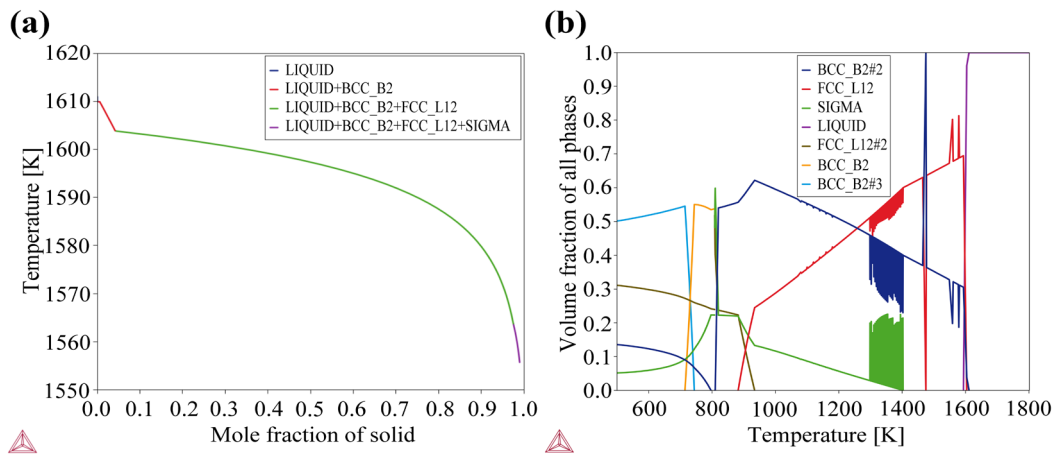 (a)
1620
1610
1600
1590
1580
1570
1560
1550
Temperature [K]
LIQUID
LIQUID+BCC_B2
LIQUID+BCC_B2+FCC_L12
LIQUID+BCC_B2+FCC_L12+SIGMA
0.0 0.1 0.2 0.3 0.4 0.5 0.6 0.7 0.8 0.9 1.0
Mole fraction of solid
(b)
1.0
0.9
0.8
0.7
0.6
0.5
0.4
0.3
0.2
0.1
0.0
Volume fraction of all phases
BCC_B2#2
FCC_L12
SIGMA
LIQUID
FCC_L12#2
BCC_B2
BCC_B2#3
600 800 1000 1200 1400 1600 1800
Temperature [K]